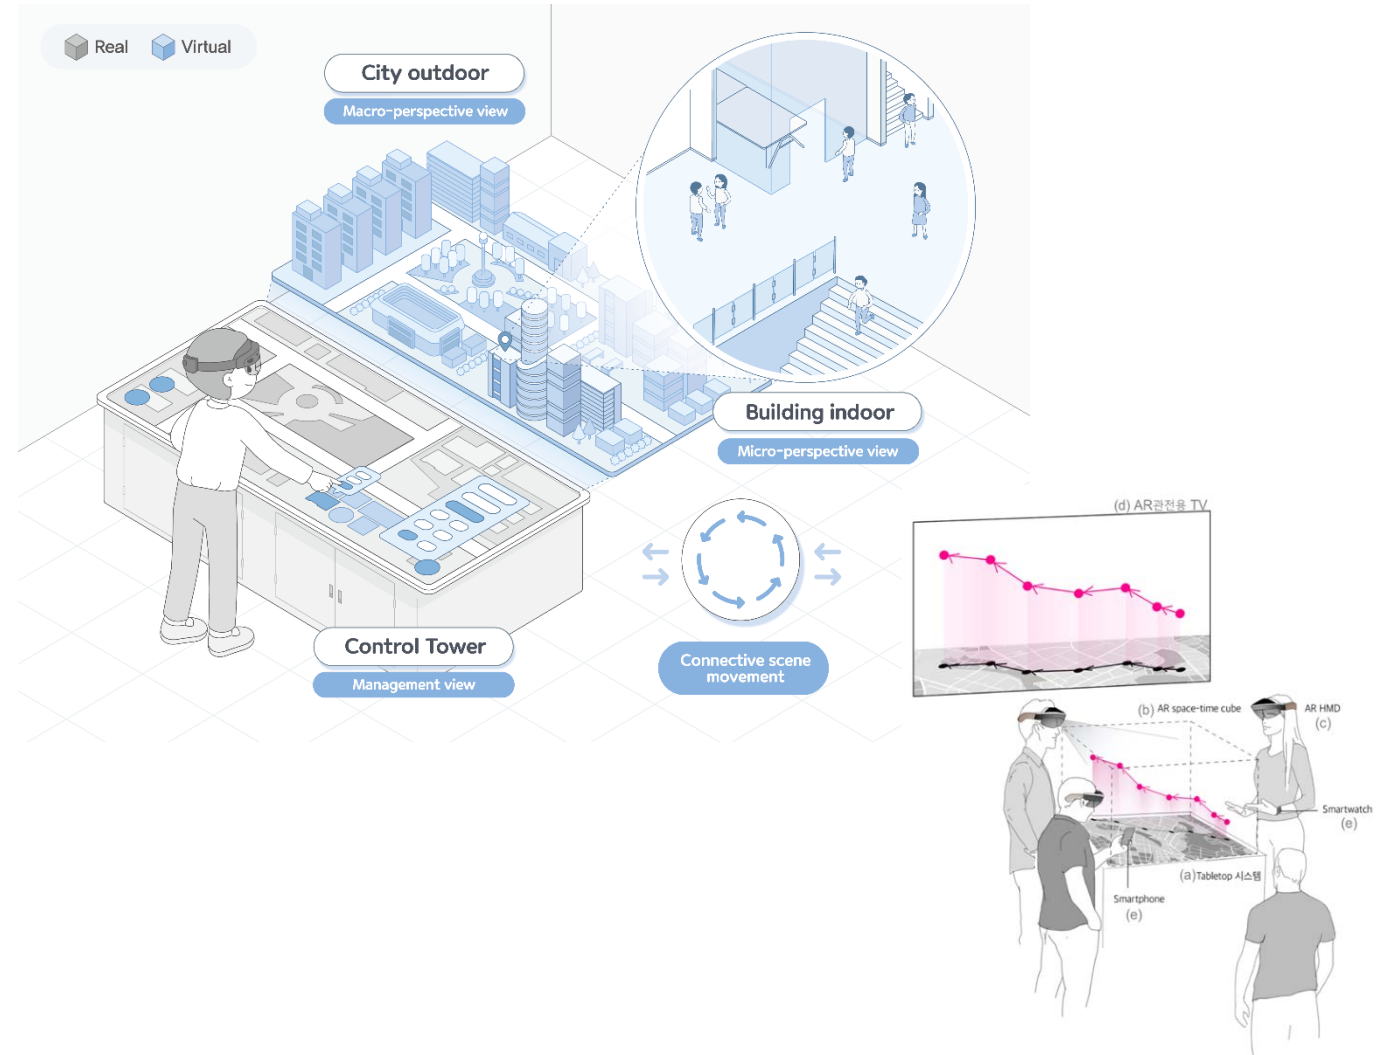 Real
Virtual
City outdoor
Macro-perspective view
Building indoor
Micro-perspective view
Control Tower
Management view
Connective scene
movement
(d) AR관전용 TV
(b) AR space-time cube
AR HMD
(c)
Smartwatch
(e)
(a)Tabletop 시스템
Smartphone
(e)